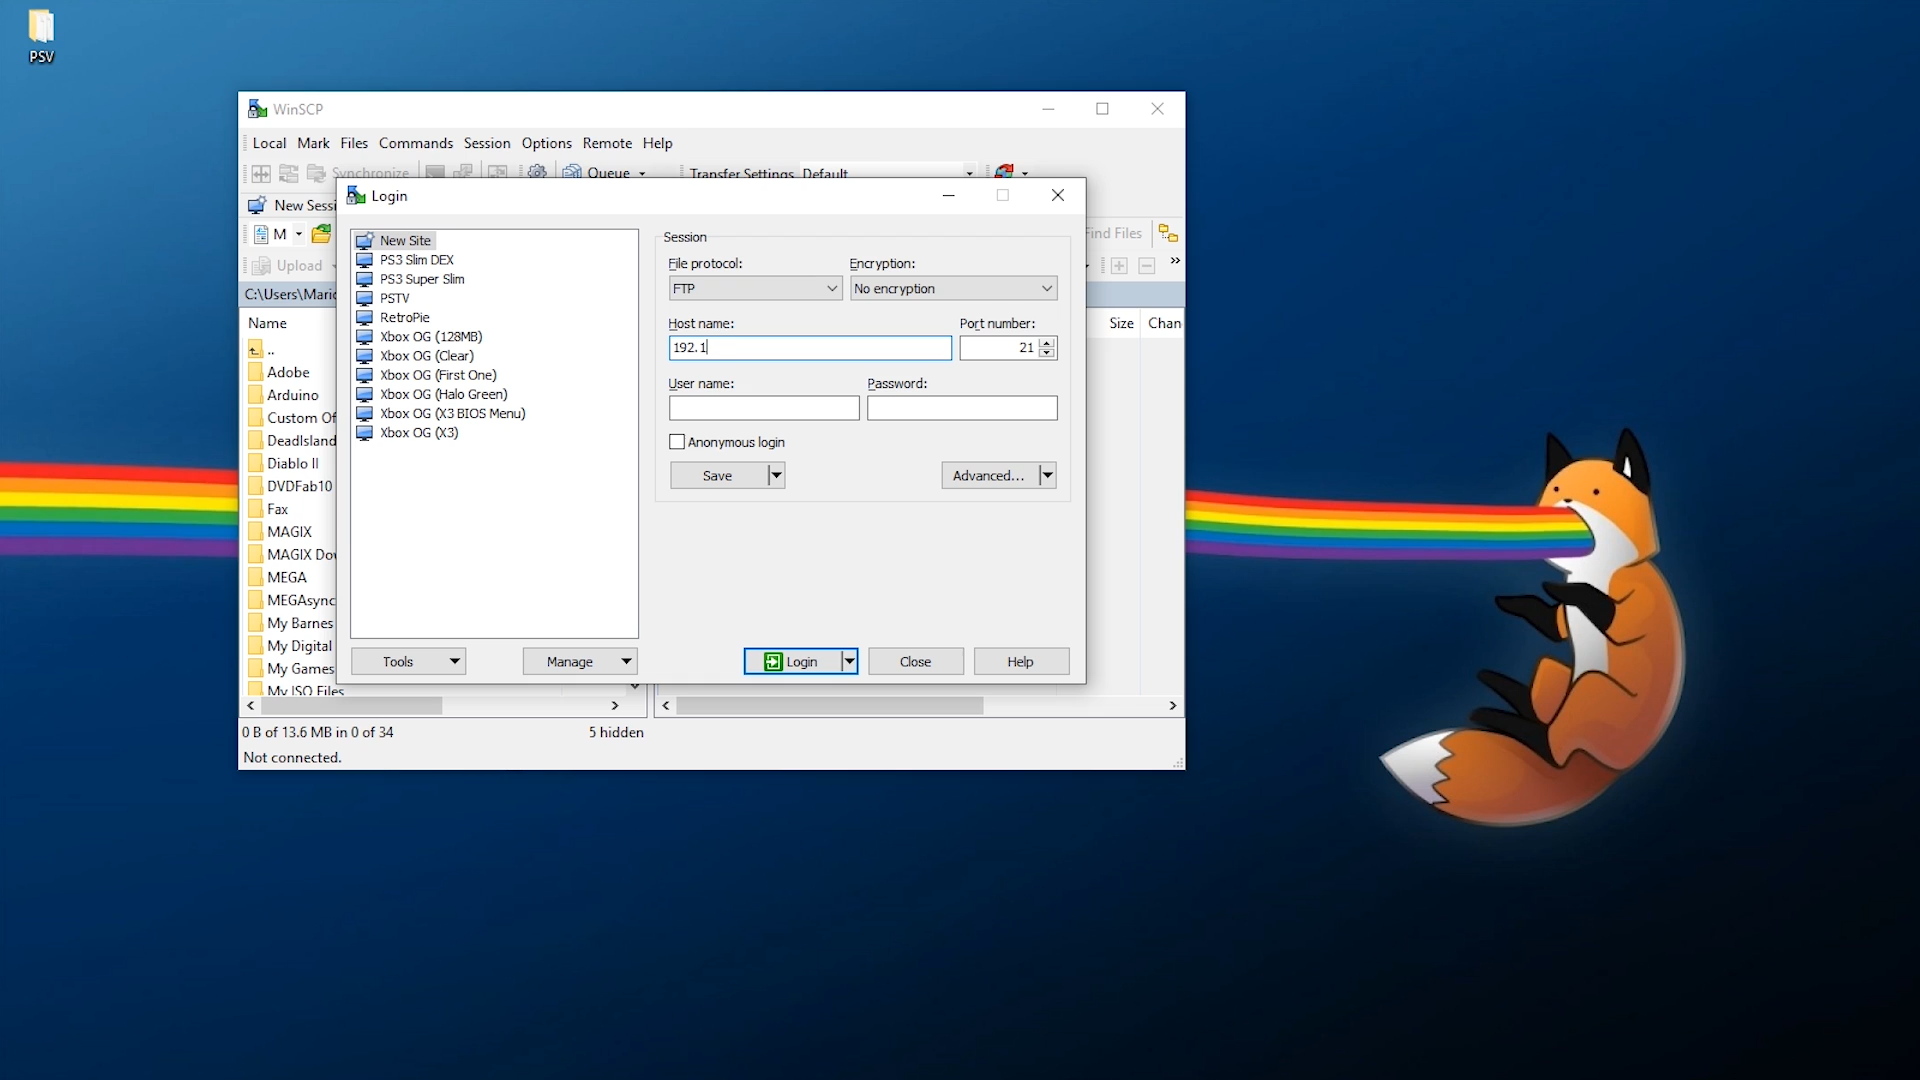 PSV
WinSCP
Local Mark Files Commands Session Options Remote Help
Synchronize Queue Transfer Settings Default
Login
New Sessi
M
Find Files
Upload
C:\Users\Mario
Name
Size Chan
..
Adobe
Arduino
Custom Of
DeadIsland
Diablo II
DVDFab10
Fax
MAGIX
MAGIX Dov
MEGA
MEGAsync
My Barnes
My Digital
My Games
My ISO Files
New Site
PS3 Slim DEX
PS3 Super Slim
PSTV
RetroPie
Xbox OG (128MB)
Xbox OG (Clear)
Xbox OG (First One)
Xbox OG (Halo Green)
Xbox OG (X3 BIOS Menu)
Xbox OG (X3)
Session
File protocol: Encryption:
FTP No encryption
Host name: Port number:
192.1 21
User name: Password:
Anonymous login
Save Advanced...
Tools Manage Login Close Help
0 B of 13.6 MB in 0 of 34 5 hidden
Not connected.